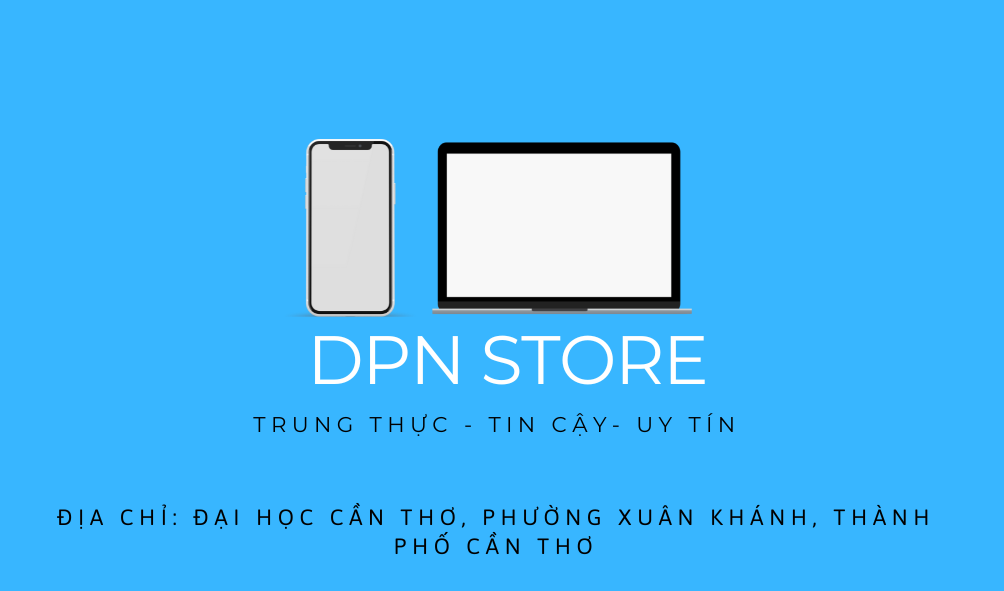 DPN STORE
TRUNG THỰC - TIN CẬY- UY TÍN
ĐỊA CHỈ: ĐẠI HỌC CẦN THƠ, PHƯỜNG XUÂN KHÁNH, THÀNH
PHỐ CẦN THƠ